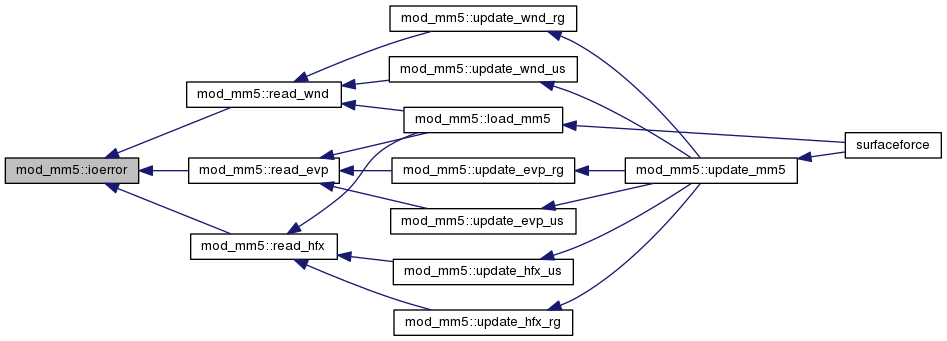 mod_mm5::update_wnd_rg
mod_mm5::update_wnd_us
mod_mm5::read_wnd
mod_mm5::load_mm5
surfaceforce
mod_mm5::ioerror
mod_mm5::read_evp
mod_mm5::update_evp_rg
mod_mm5::update_mm5
mod_mm5::update_evp_us
mod_mm5::read_hfx
mod_mm5::update_hfx_us
mod_mm5::update_hfx_rg